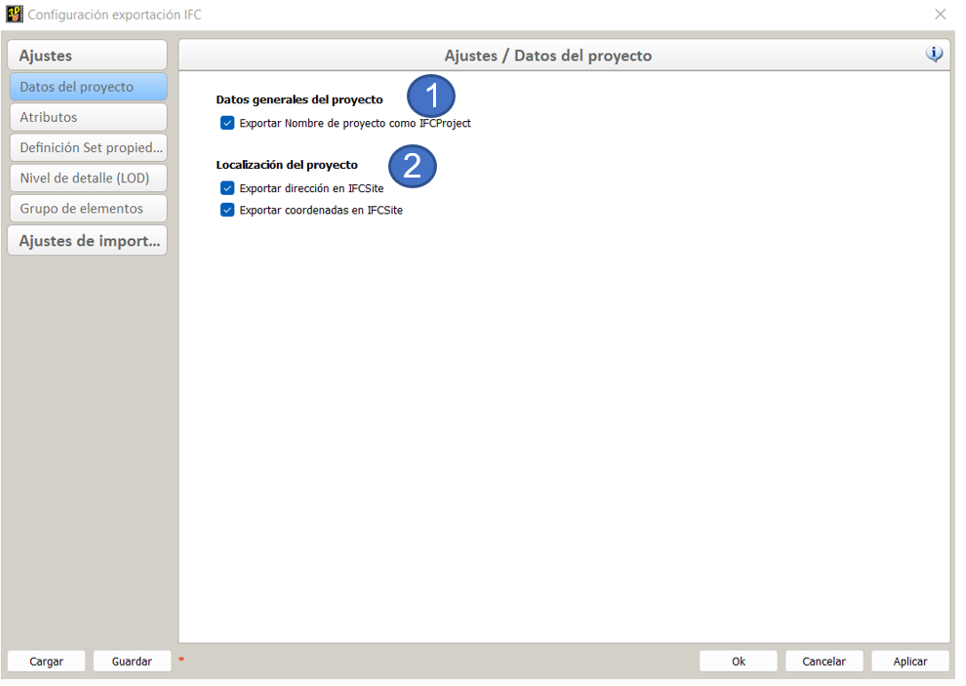 Configuración exportación IFC
Ajustes
Datos del proyecto
Atributos
Definición Set propied...
Nivel de detalle (LOD)
Grupo de elementos
Ajustes de import...
Ajustes / Datos del proyecto
Datos generales del proyecto 1
Exportar Nombre de proyecto como IFCProject
Localización del proyecto 2
Exportar dirección en IFCSite
Exportar coordenadas en IFCSite
Cargar Guardar * Ok Cancelar Aplicar